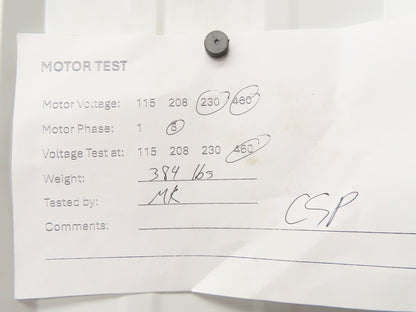 MOTOR TEST
Motor Voltage: 115 208 230 460
Motor Phase: 1 3
Voltage Test at: 115 208 230 460
Weight: 384 lbs
Tested by: MK
Comments: CSP